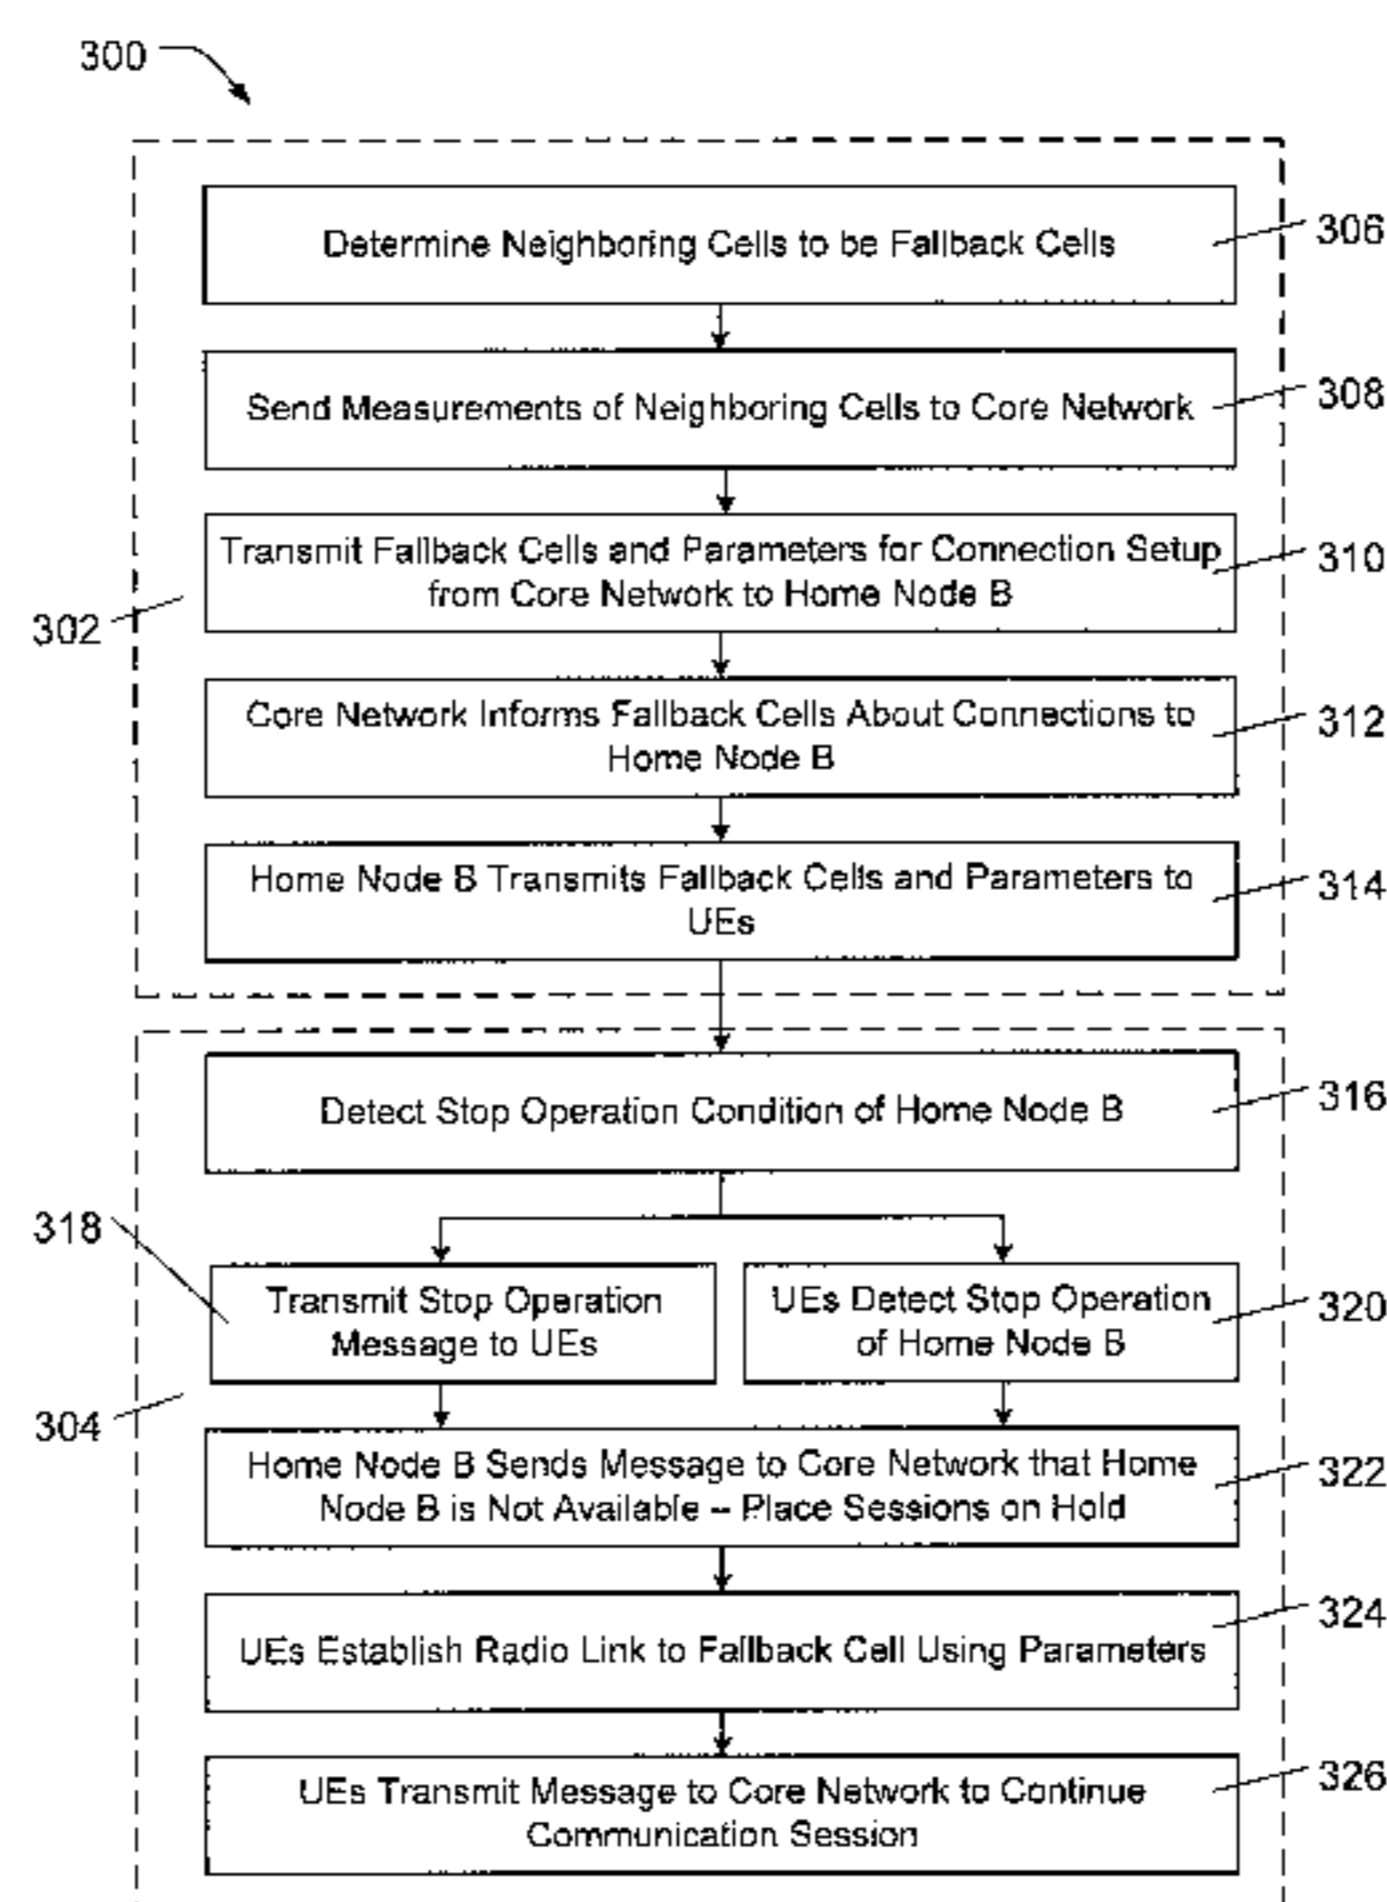 300
Determine Neighboring Cells to be Fallback Cells
306
Send Measurements of Neighboring Cells to Core Network
308
Transmit Fallback Cells and Parameters for Connection Setup
from Core Network to Home Node B
310
302
Core Network Informs Fallback Cells About Connections to
Home Node B
312
Home Node B Transmits Fallback Cells and Parameters to
UEs
314
Detect Stop Operation Condition of Home Node B
316
318
Transmit Stop Operation
Message to UEs
UEs Detect Stop Operation
of Home Node B
320
304
Home Node B Sends Message to Core Network that Home
Node B is Not Available -- Place Sessions on Hold
322
UEs Establish Radio Link to Fallback Cell Using Parameters
324
UEs Transmit Message to Core Network to Continue
Communication Session
326